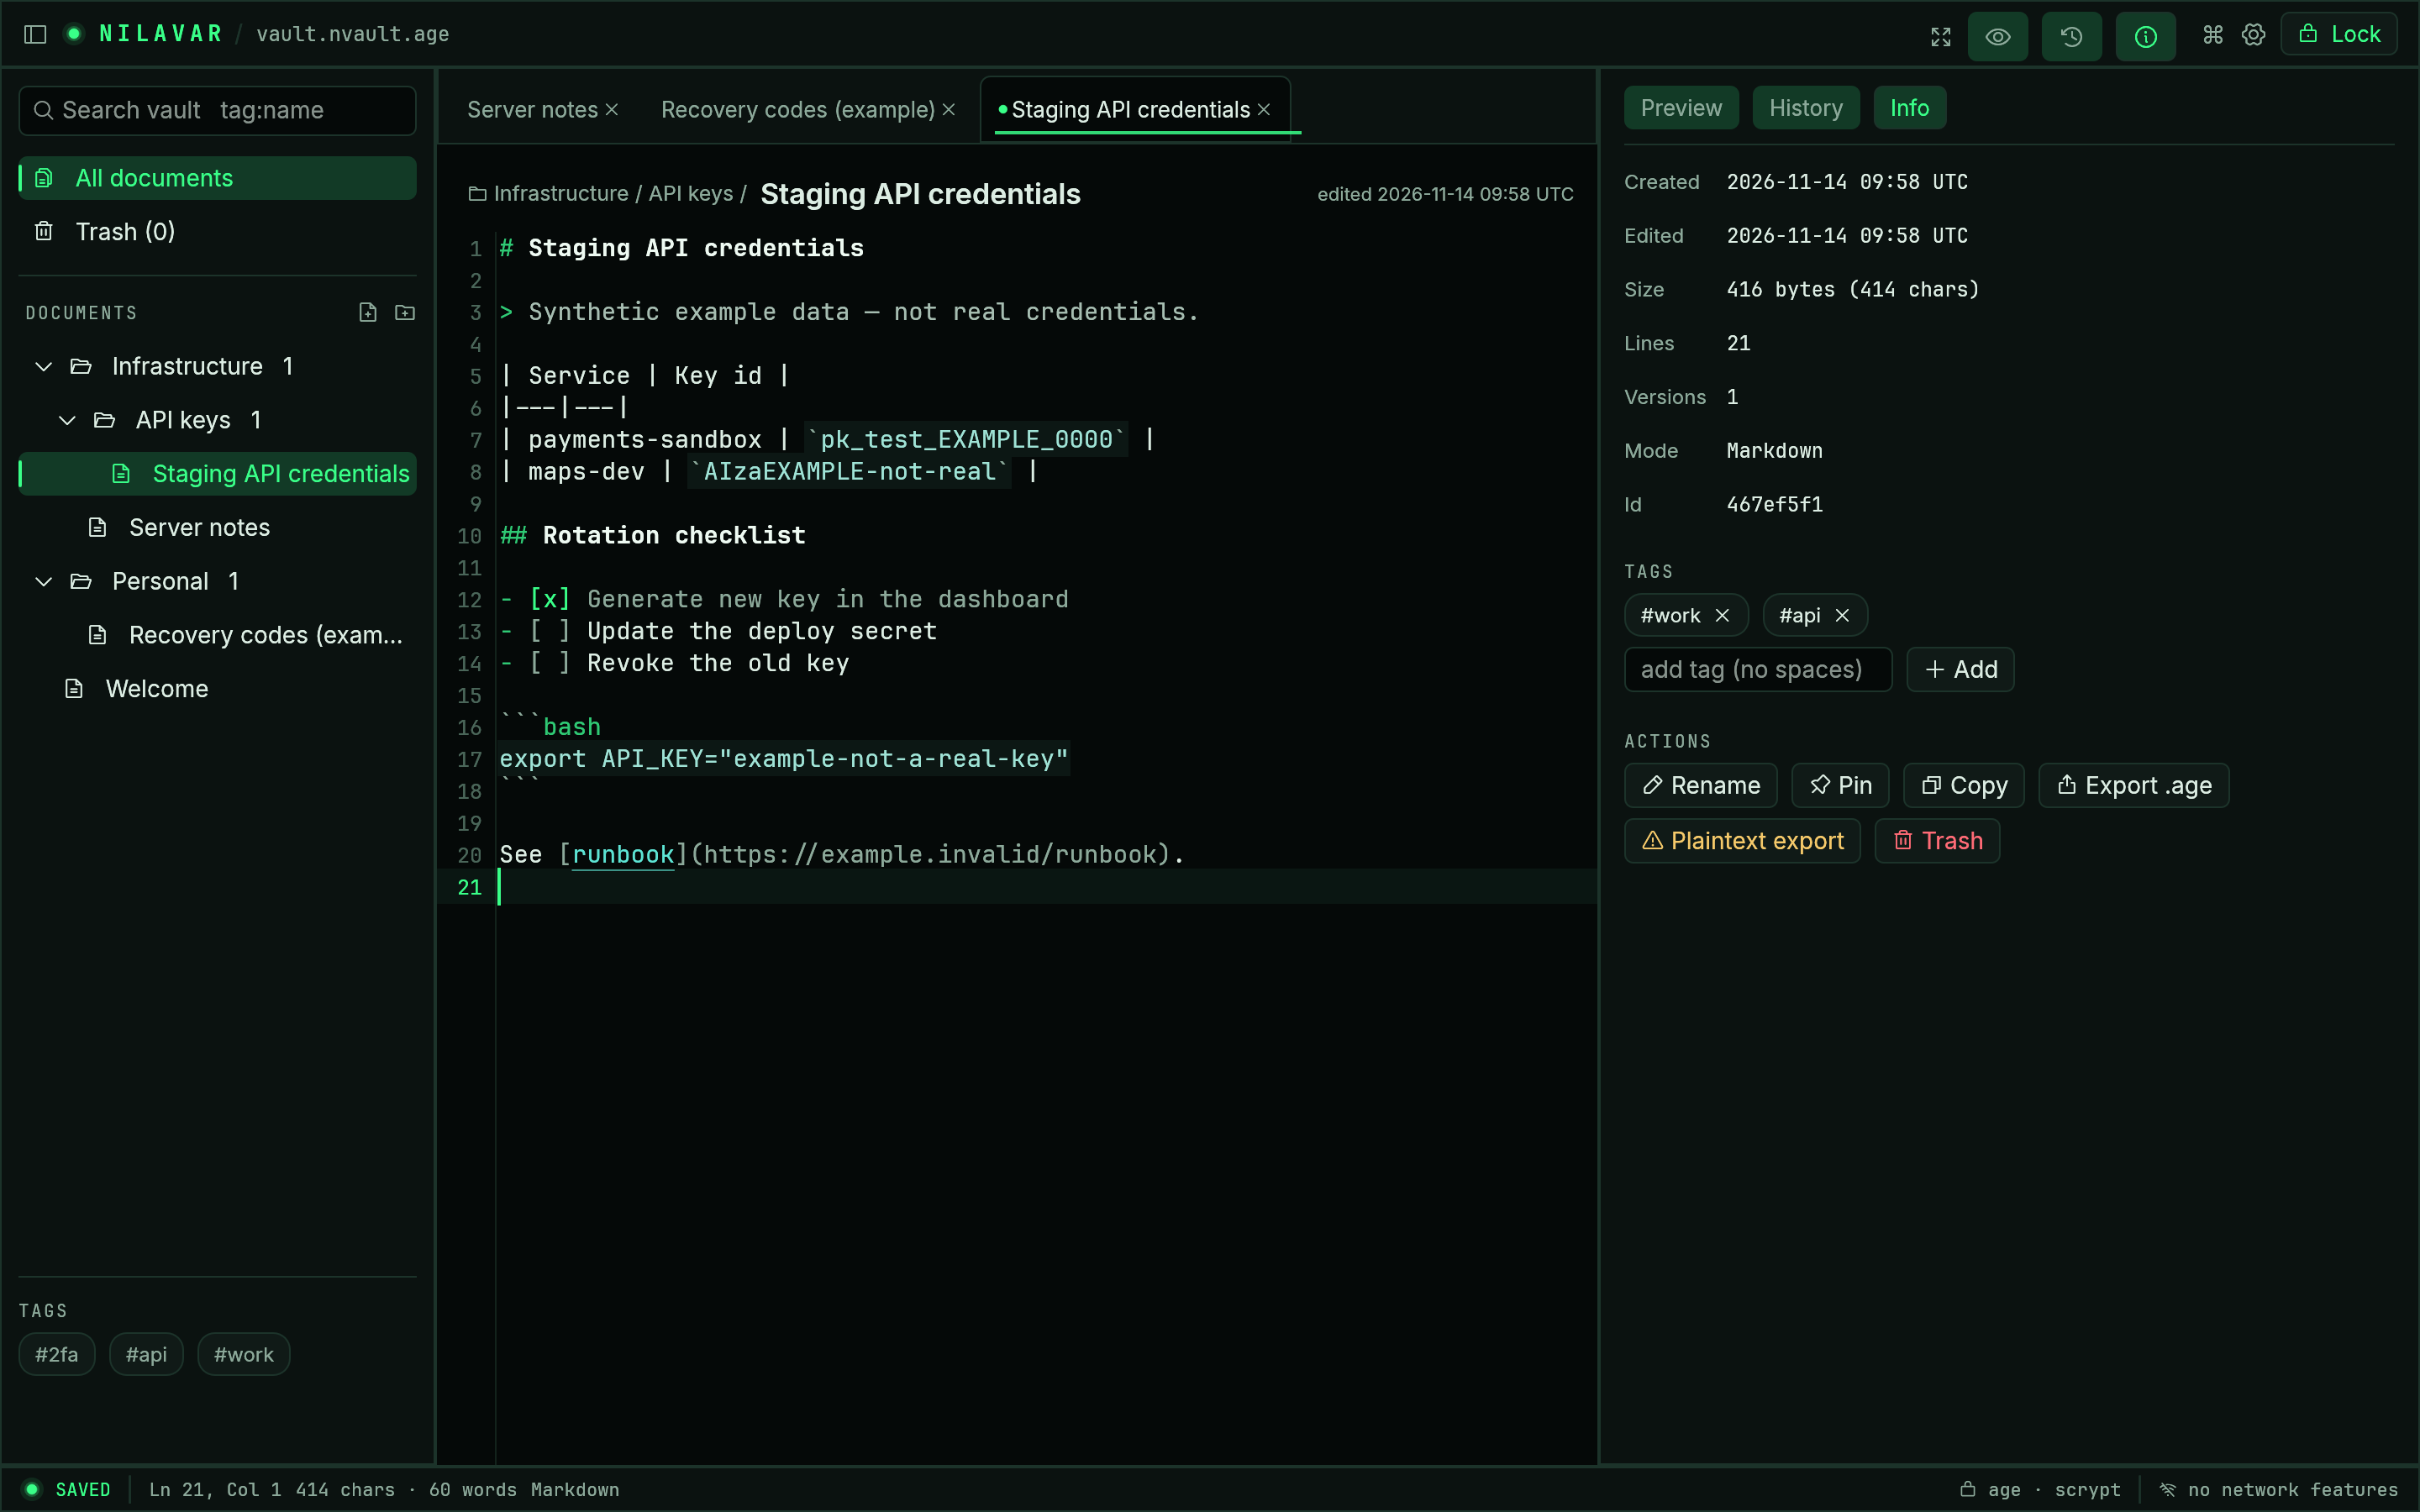 NILAVAR / vault.nvault.age
Lock
Search vault tag:name
All documents
Trash (0)
DOCUMENTS
Infrastructure 1
API keys 1
Staging API credentials
Server notes
Personal 1
Recovery codes (exam...
Welcome
TAGS
#2fa #api #work
Server notes Recovery codes (example) Staging API credentials
Infrastructure / API keys / Staging API credentials edited 2026-11-14 09:58 UTC
1 # Staging API credentials
2
3 > Synthetic example data — not real credentials.
4
5 | Service | Key id |
6 |---|---|
7 | payments-sandbox | `pk_test_EXAMPLE_0000` |
8 | maps-dev | `AIzaEXAMPLE-not-real` |
9
10 ## Rotation checklist
11
12 - [x] Generate new key in the dashboard
13 - [ ] Update the deploy secret
14 - [ ] Revoke the old key
15
16 ```bash
17 export API_KEY="example-not-a-real-key"
18 ```
19
20 See [runbook](https://example.invalid/runbook).
21
Preview History Info
Created 2026-11-14 09:58 UTC
Edited 2026-11-14 09:58 UTC
Size 416 bytes (414 chars)
Lines 21
Versions 1
Mode Markdown
Id 467ef5f1
TAGS
#work #api
add tag (no spaces) Add
ACTIONS
Rename Pin Copy Export .age
Plaintext export Trash
SAVED Ln 21, Col 1 414 chars · 60 words Markdown
age · scrypt no network features